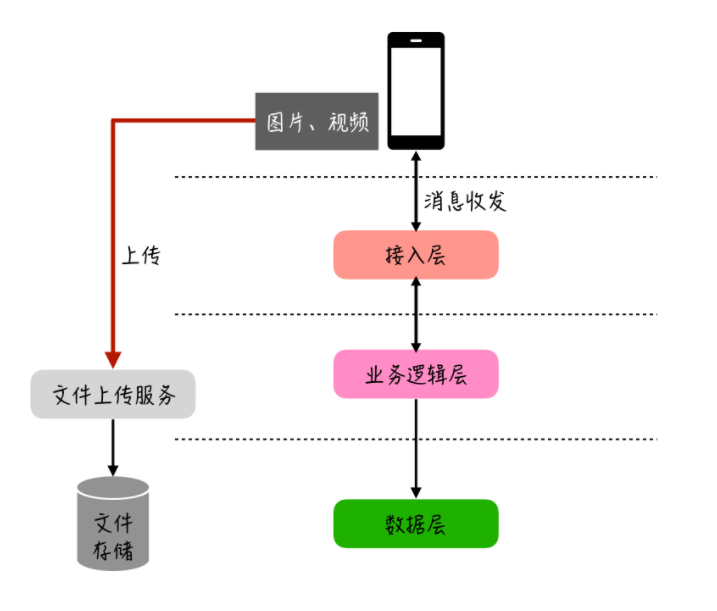 图片、视频
消息收发
接入层
上传
业务逻辑层
文件上传服务
文件
存储
数据层